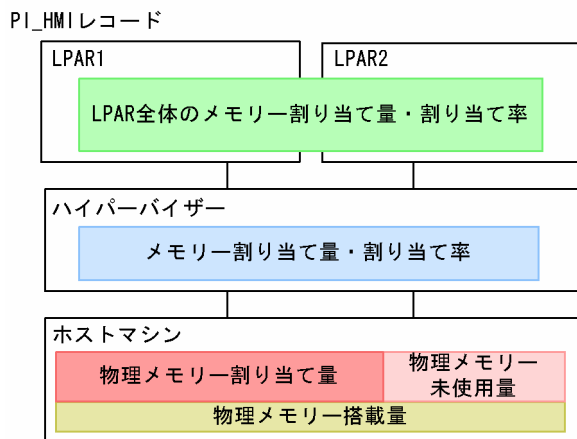 PI_HMIレコード
LPAR1
LPAR2
LPAR全体のメモリー割り当て量・割り当て率
ハイパーバイザー
メモリー割り当て量・割り当て率
ホストマシン
物理メモリー割り当て量
物理メモリー
未使用量
物理メモリー搭載量